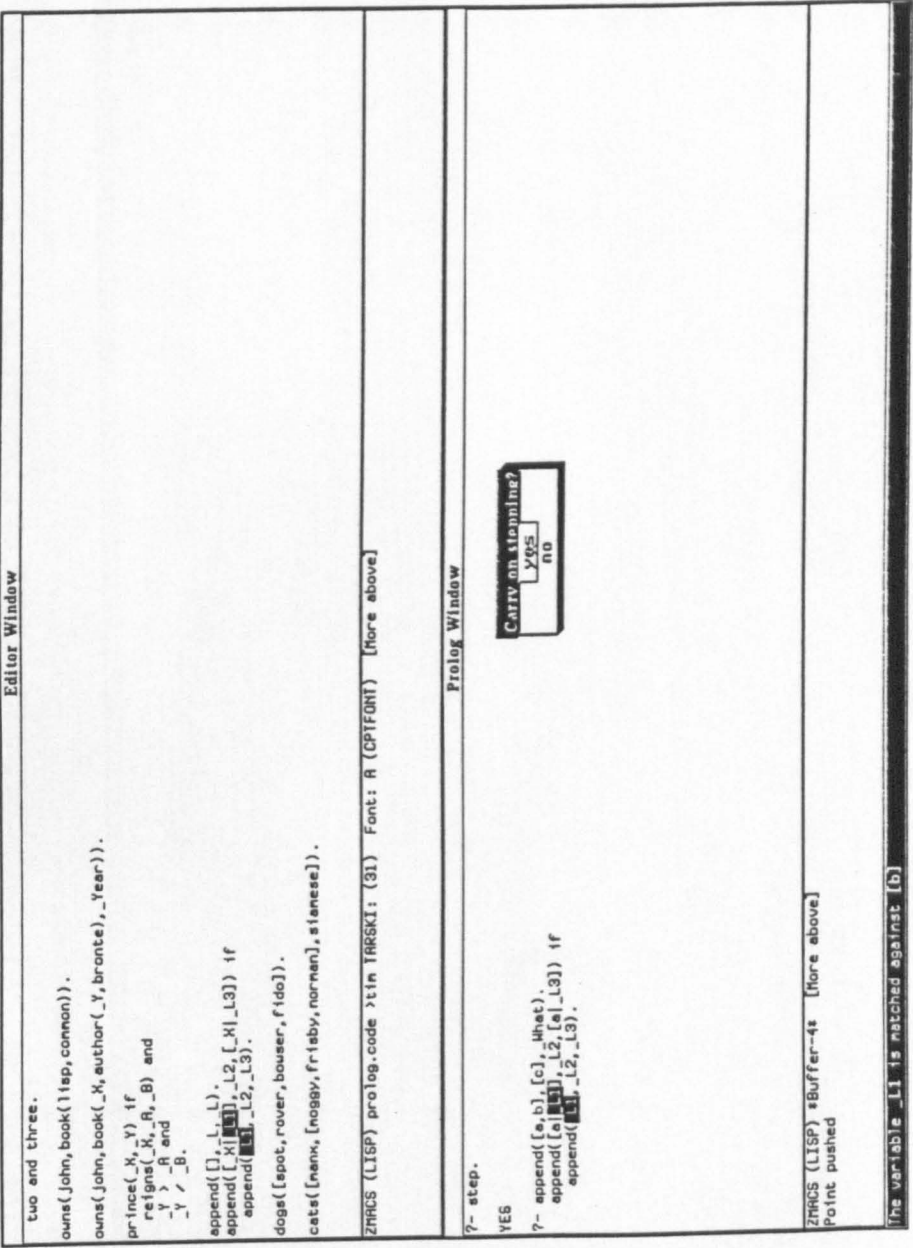 Editor Window
two and three.
owns(john,book(lisp,common)).
owns(john,book(_X,author(_Y,bronte),_Year)).
prince(_X,_Y) if
reigns(_X,_A,_B) and
_Y > _A and
_Y / _B.
append([],_L,_L).
append([_X|_L1],_L2,[_X|_L3]) if
append(_L1,_L2,_L3).
dogs([spot,rover,bouser,fido]).
cats([manx,[moggy,frisby,norman],siamese]).
ZMACS (LISP) prolog.code >tim TARSKI: (31) Font: A (CPTFONT) [More above]
Prolog Window
?- step.
YES
?- append([a,b],[c],_What).
append([a|_L1],_L2,[a|_L3]) if
append(_L1,_L2,_L3).
Carry on stepping?
yes
no
ZMACS (LISP) *Buffer-4* [More above]
Point pushed
The variable _L1 is matched against [b]